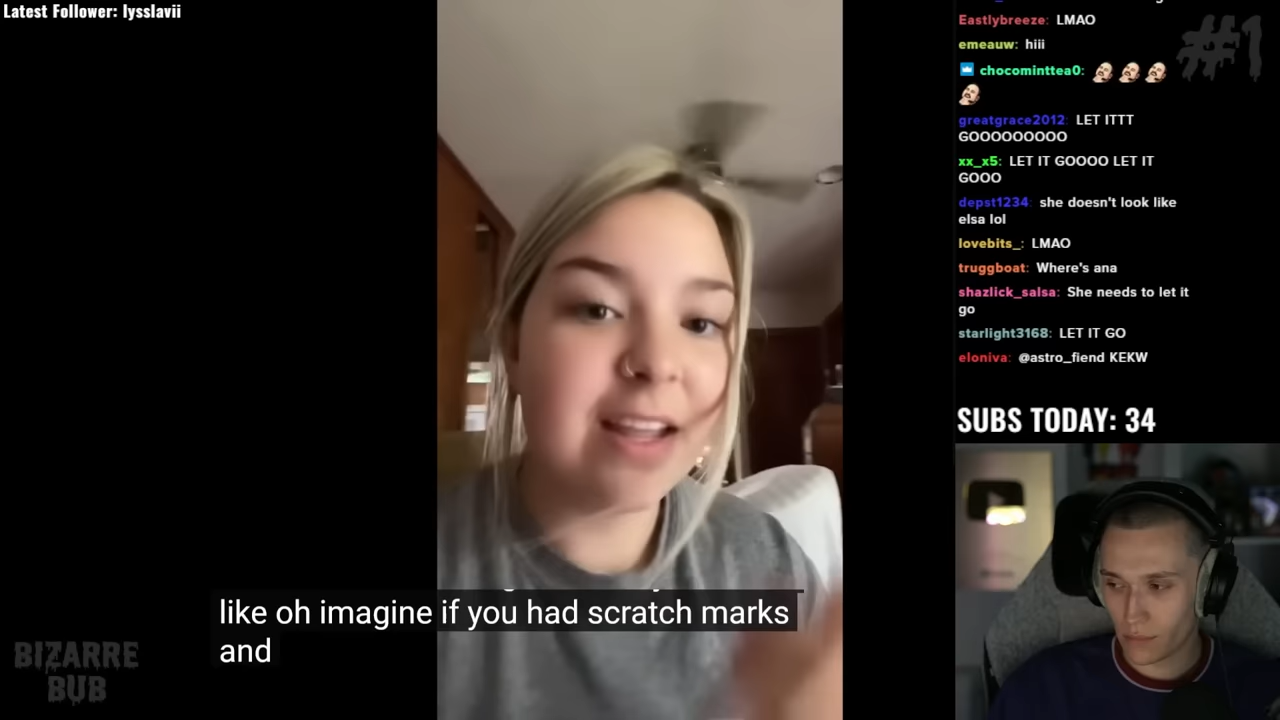 Latest Follower: lysslavii
#1
Eastlybreeze: LMAO
emeauw: hiii
chocominttea0:
greatgrace2012: LET ITTT
GOOOOOOOOO
xx_x5: LET IT GOOOO LET IT
GOOO
depst1234: she doesn't look like
elsa lol
lovebits_: LMAO
truggboat: Where's ana
shazlick_salsa: She needs to let it
go
starlight3168: LET IT GO
eloniva: @astro_fiend KEKW
SUBS TODAY: 34
like oh imagine if you had scratch marks
and
BIZARRE
BUB